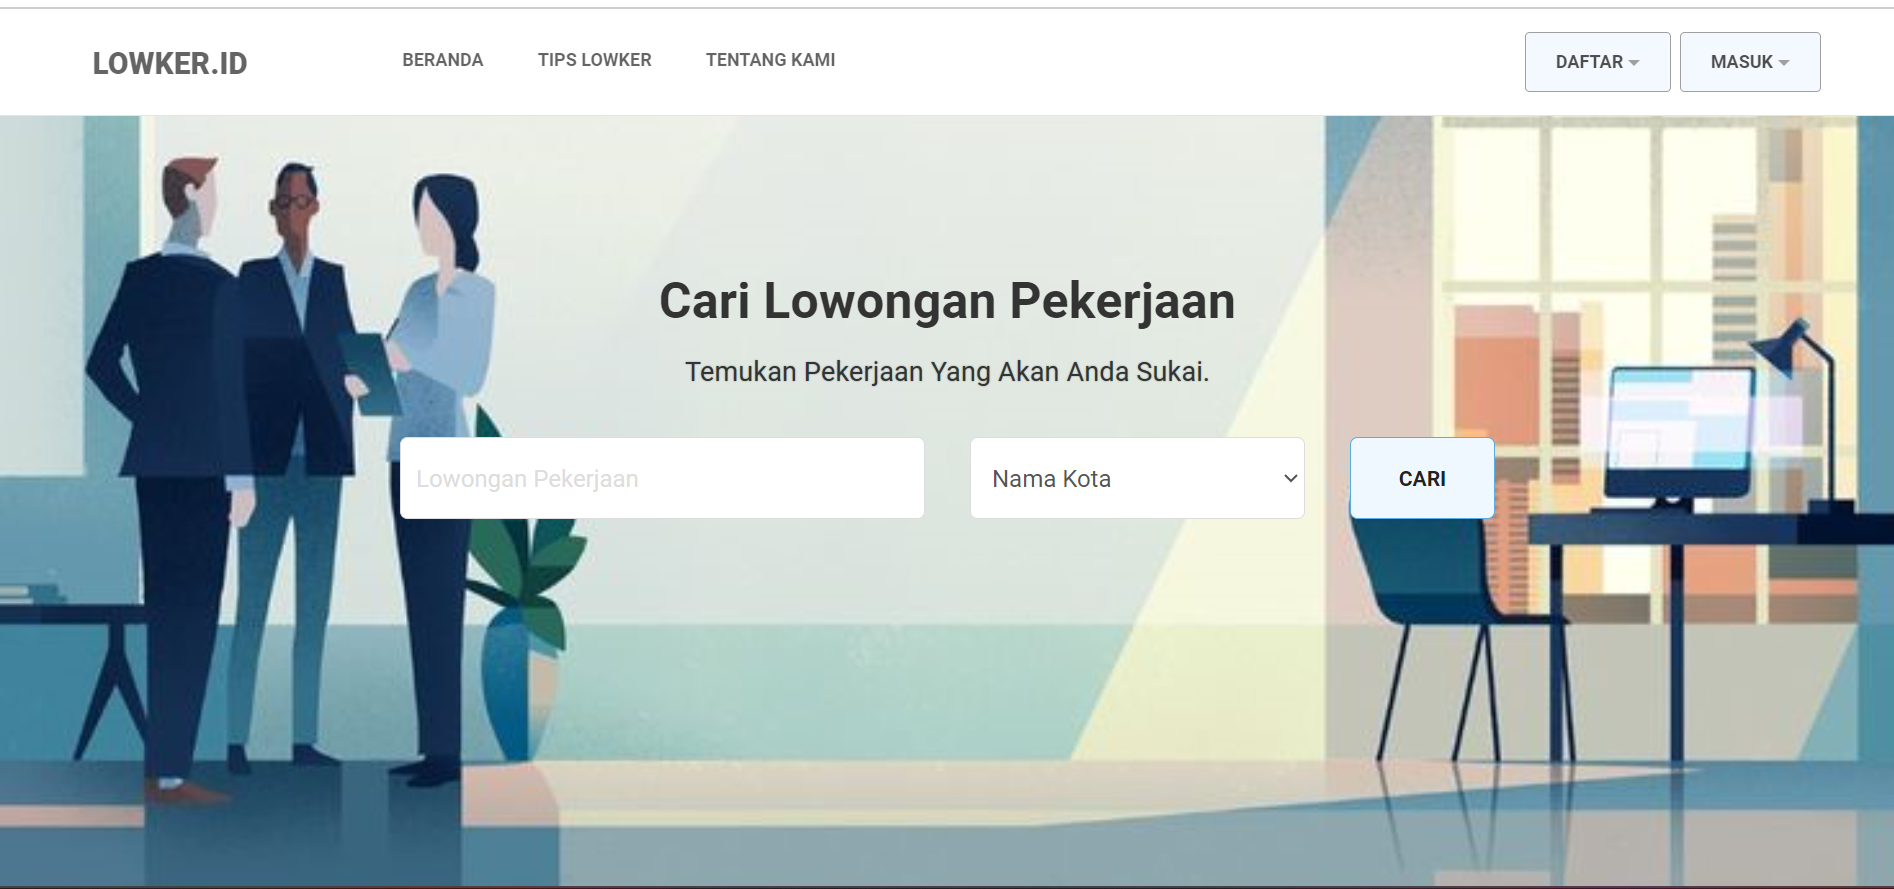 LOWKER.ID
BERANDA
TIPS LOWKER
TENTANG KAMI
DAFTAR
MASUK
Cari Lowongan Pekerjaan
Temukan Pekerjaan Yang Akan Anda Sukai.
Lowongan Pekerjaan
Nama Kota
CARI